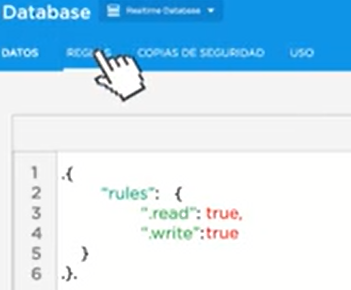 Database Realtime Database
DATOS REGLAS COPIAS DE SEGURIDAD USO
1 .{
2 "rules": {
3 ".read": true,
4 ".write":true
5 }
6 .}.